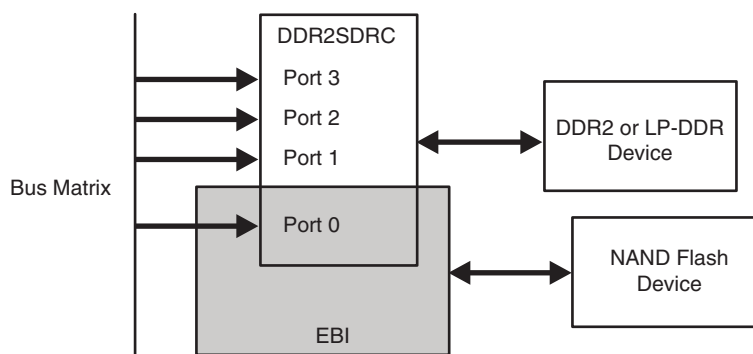 DDR2SDRC
Port 3
Port 2
Port 1
Port 0
Bus Matrix
EBI
DDR2 or LP-DDR
Device
NAND Flash
Device